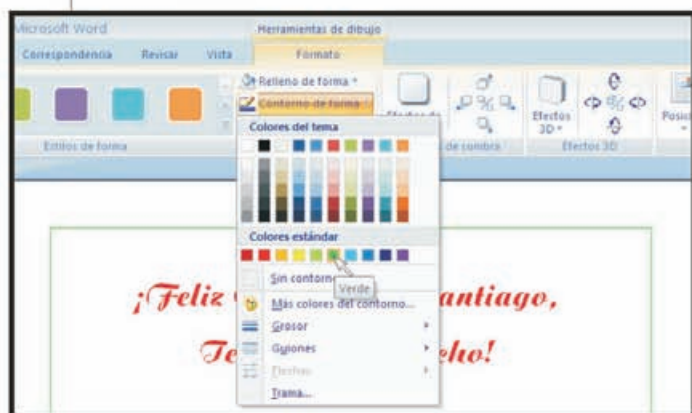 Microsoft Word
Herramientas de dibujo
Correspondencia Revisar Vista Formato
Relleno de forma
Contorno de forma
Efectos de
Efectos 3D
Estilos de forma
de sombra
Efectos 3D
Colores del tema
Colores estándar
Sin contorno
Verde
Más colores del contorno...
Grosor
Guiones
Flechas
Trama...
¡Feliz antiago,
Te cho!